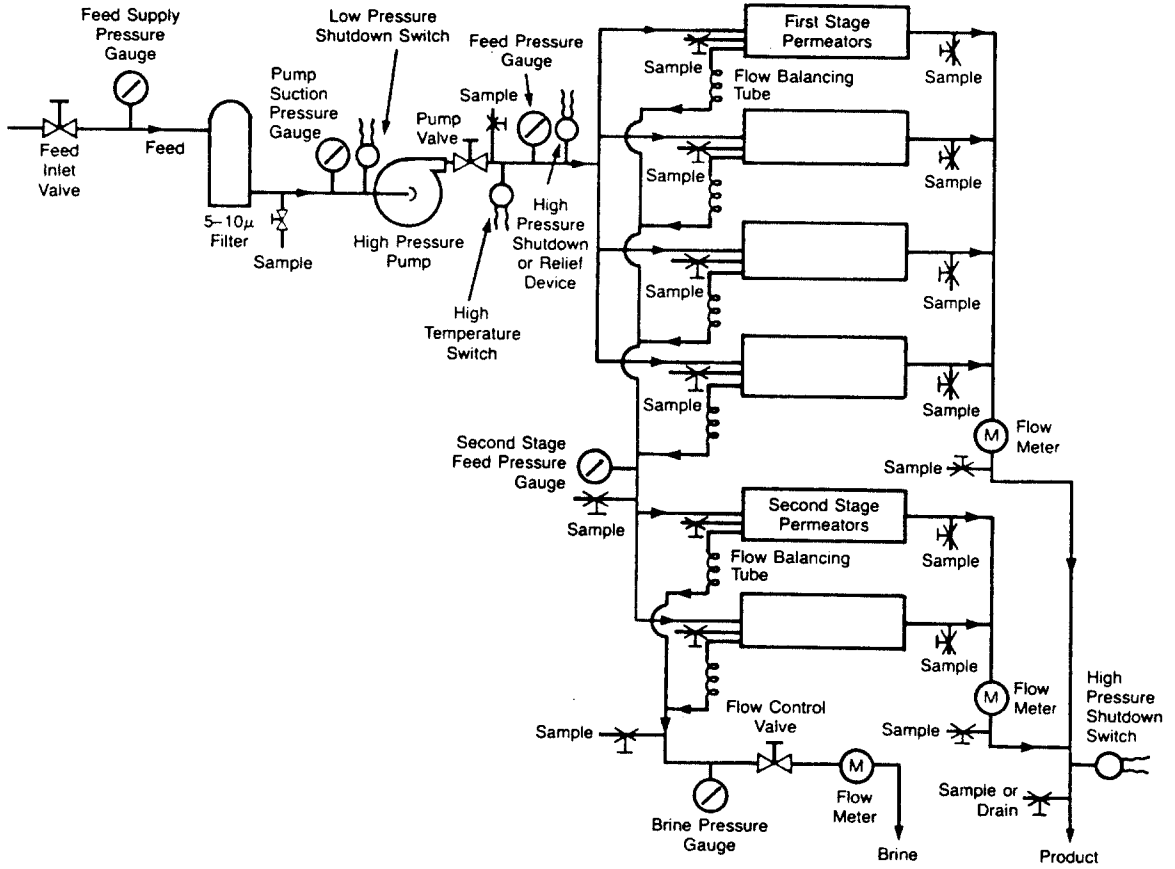 Feed Supply
Pressure
Gauge
Feed
Inlet
Valve
Feed
5–10μ
Filter
Sample
Pump
Suction
Pressure
Gauge
Low Pressure
Shutdown Switch
High Pressure
Pump
Pump
Valve
Sample
Feed Pressure
Gauge
High
Temperature
Switch
High
Pressure
Shutdown
or Relief
Device
First Stage
Permeators
Sample
Sample
Flow Balancing
Tube
Sample
Sample
Sample
Sample
Sample
Sample
Flow
Meter
M
Sample
Second Stage
Feed Pressure
Gauge
Sample
Second Stage
Permeators
Sample
Flow Balancing
Tube
Sample
M
Flow
Meter
Sample
High
Pressure
Shutdown
Switch
Sample
Flow Control
Valve
M
Flow
Meter
Brine Pressure
Gauge
Brine
Sample or
Drain
Product